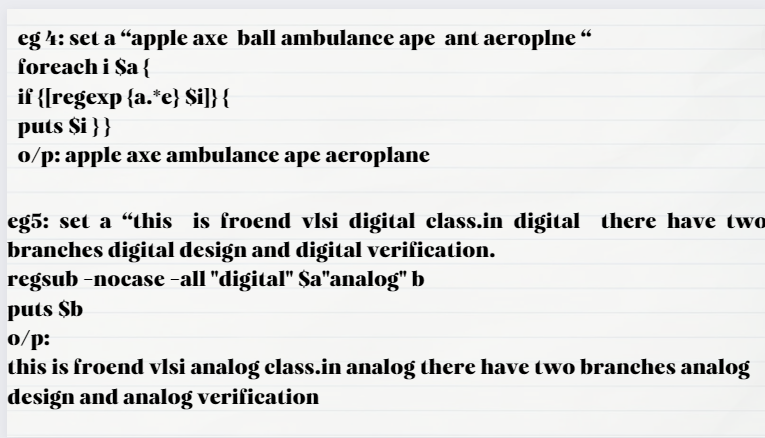 eg 4: set a “apple axe  ball ambulance ape  ant aeroplne “
foreach i $a {
if {[regexp {a.*e} $i]} {
puts $i } }
o/p: apple axe ambulance ape aeroplane
eg5: set a “this  is froend vlsi digital class.in digital  there have two
branches digital design and digital verification.
regsub -nocase -all "digital" $a"analog" b
puts $b
o/p:
this is froend vlsi analog class.in analog there have two branches analog
design and analog verification